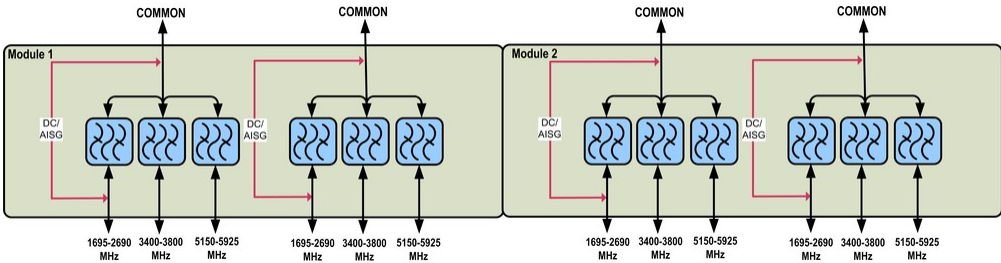 COMMON
COMMON
COMMON
COMMON
Module 1
Module 2
DC/
AISG
DC/
AISG
DC/
AISG
DC/
AISG
1695-2690
MHz
3400-3800
MHz
5150-5925
MHz
1695-2690
MHz
3400-3800
MHz
5150-5925
MHz
1695-2690
MHz
3400-3800
MHz
5150-5925
MHz
1695-2690
MHz
3400-3800
MHz
5150-5925
MHz